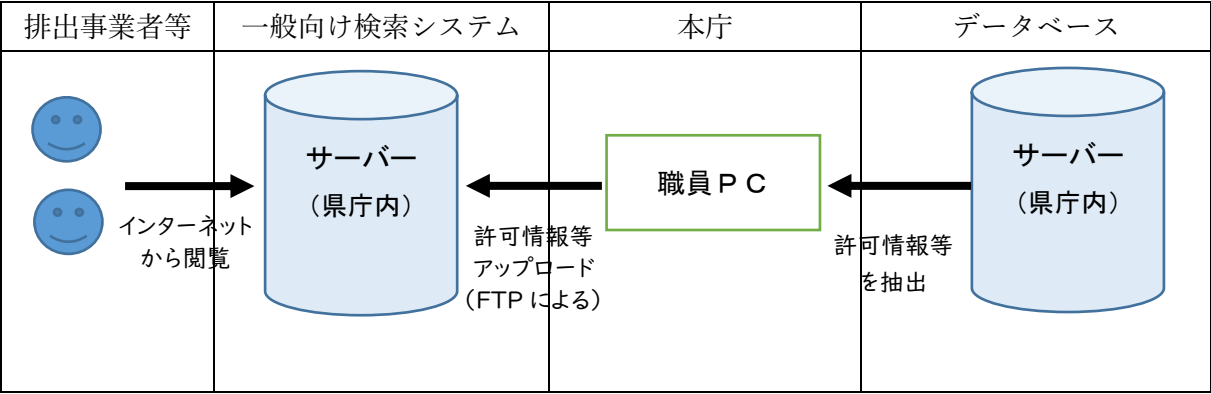 排出事業者等
一般向け検索システム
本庁
データベース
サーバー
（県庁内）
インターネット
から閲覧
許可情報等
アップロード
（FTP による）
職員ＰＣ
許可情報等
を抽出
サーバー
（県庁内）